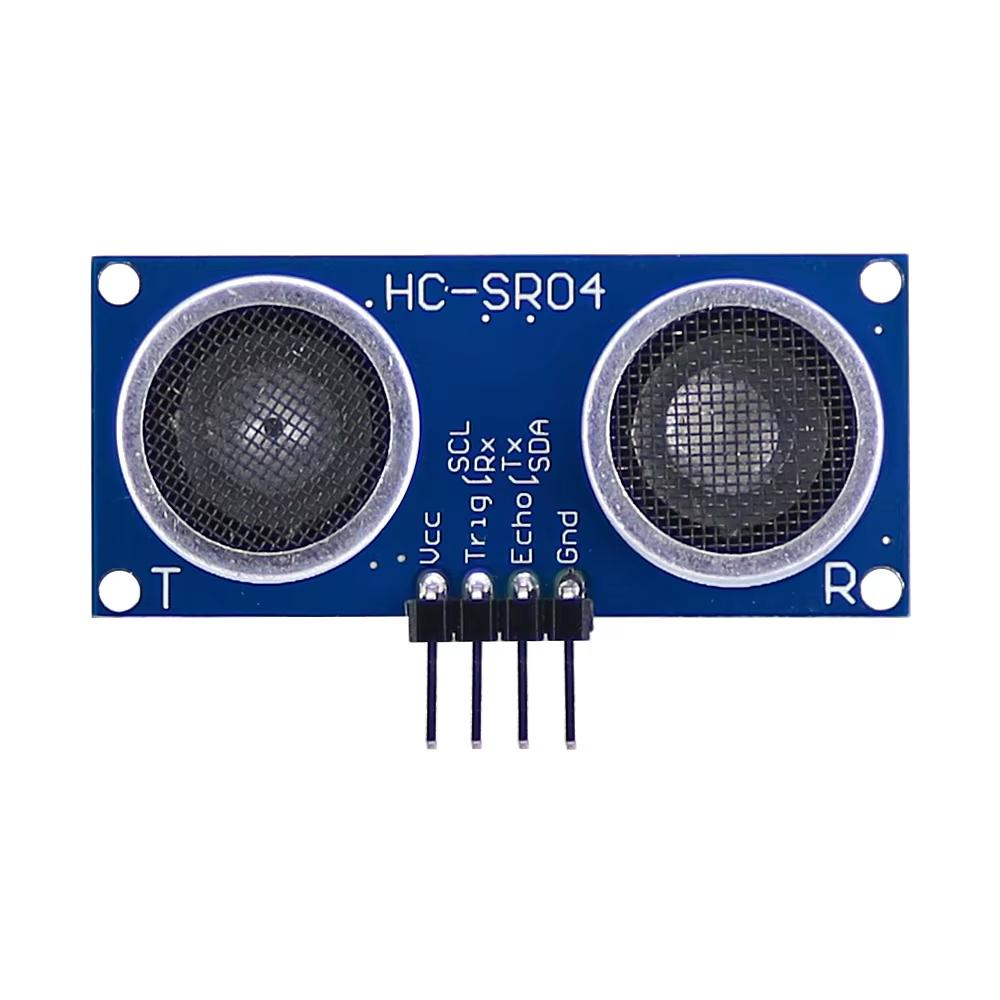 HC-SR04
Vcc
Trig(Rx SCL
Echo(Tx SDA
Gnd
T
R